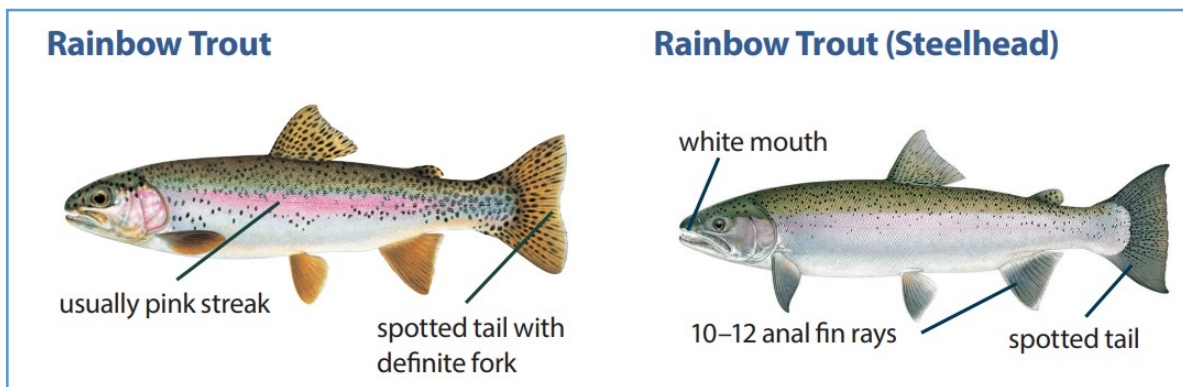 Rainbow Trout
usually pink streak
spotted tail with
definite fork
Rainbow Trout (Steelhead)
white mouth
10–12 anal fin rays
spotted tail